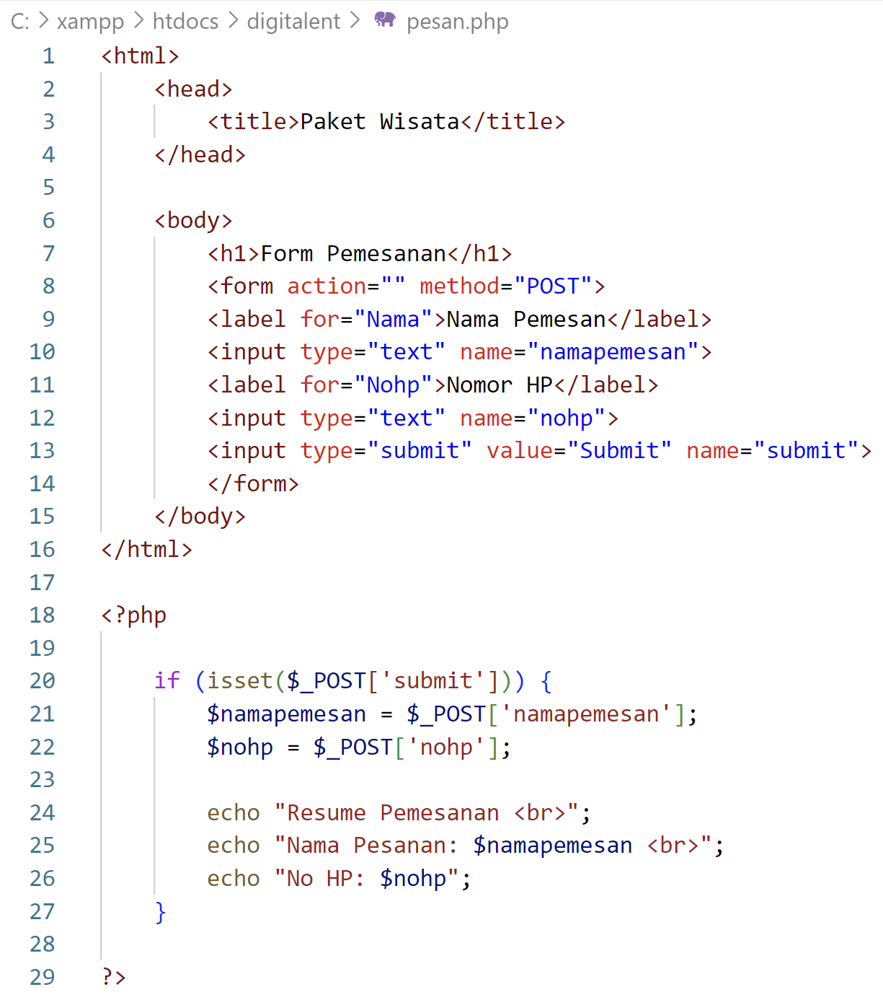 C: > xampp > htdocs > digitalent > pesan.php
1 <html>
2 <head>
3 <title>Paket Wisata</title>
4 </head>
5
6 <body>
7 <h1>Form Pemesanan</h1>
8 <form action="" method="POST">
9 <label for="Nama">Nama Pemesan</label>
10 <input type="text" name="namapemesan">
11 <label for="Nohp">Nomor HP</label>
12 <input type="text" name="nohp">
13 <input type="submit" value="Submit" name="submit">
14 </form>
15 </body>
16 </html>
17
18 <?php
19
20 if (isset($_POST['submit'])) {
21 $namapemesan = $_POST['namapemesan'];
22 $nohp = $_POST['nohp'];
23
24 echo "Resume Pemesanan <br>";
25 echo "Nama Pesanan: $namapemesan <br>";
26 echo "No HP: $nohp";
27 }
28
29 ?>